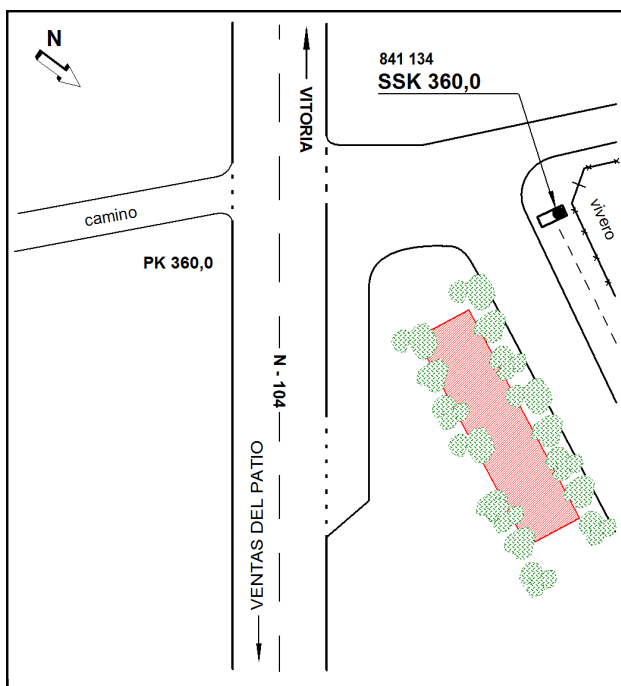 N
841 134
SSK 360,0
VITORIA
camino
vivero
PK 360,0
N - 104
VENTAS DEL PATIO